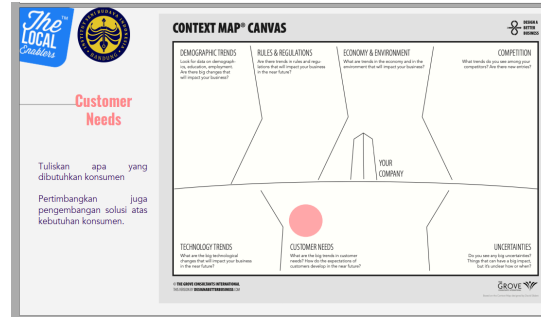 The
LOCAL
Enablers
TM
BANDUNG
Customer
Needs
Tuliskan apa yang
dibutuhkan konsumen
Pertimbangkan juga
pengembangan solusi atas
kebutuhan konsumen.
CONTEXT MAP® CANVAS
DESIGN A
BETTER
BUSINESS
DEMOGRAPHIC TRENDS
Look for data on demograph-
ics, education, employment.
Are there big changes that
will impact your business?
RULES & REGULATIONS
Are there trends in rules and regu-
lations that will impact your business
in the near future?
ECONOMY & ENVIRONMENT
What are trends in the economy and in the
environment that will impact your business?
COMPETITION
What trends do you see among your
competitors? Are there new entries?
YOUR
COMPANY
TECHNOLOGY TRENDS
What are the big technological
changes that will impact your business
in the near future?
CUSTOMER NEEDS
What are the big trends in customer
needs? How do the expectations of
customers develop in the near future?
UNCERTAINTIES
Do you see any big uncertainties?
Things that can have a big impact,
but it's unclear how or when?
© THE GROVE CONSULTANTS INTERNATIONAL
DESIGNABETTERBUSINESS.COM
GROVE